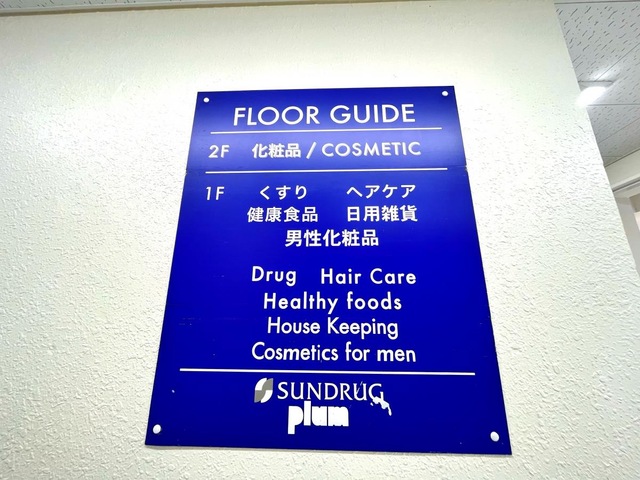 FLOOR GUIDE
2F 化粧品 / COSMETIC
1F くすり ヘアケア
健康食品 日用雑貨
男性化粧品
Drug Hair Care
Healthy foods
House Keeping
Cosmetics for men
SUNDRUG
plum